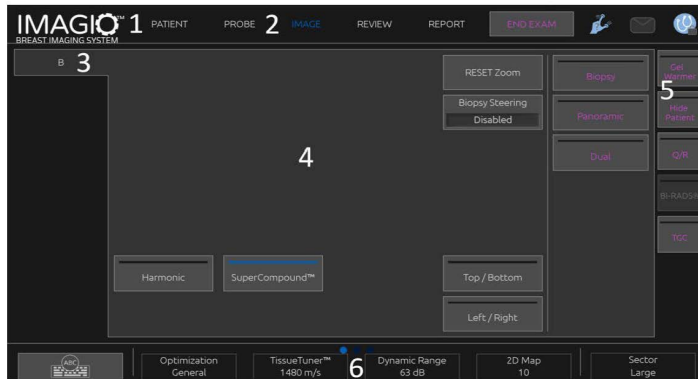 IMAGIO™ 1 PATIENT PROBE 2 IMAGE REVIEW REPORT END EXAM
BREAST IMAGING SYSTEM
B 3
RESET Zoom
Biopsy
Gel
Warmer
5
Biopsy Steering
Disabled
Panoramic
Hide
Patient
4
Dual
Q/R
BI-RADS®
TGC
Harmonic
SuperCompound™
Top / Bottom
Left / Right
ABC
Optimization
General
TissueTuner™
1480 m/s
6
Dynamic Range
63 dB
2D Map
10
Sector
Large